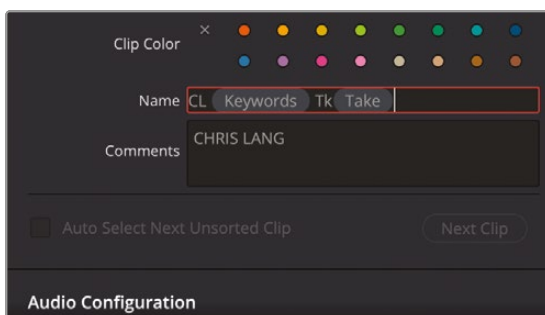 Clip Color
Name CL Keywords Tk Take
Comments CHRIS LANG
Auto Select Next Unsorted Clip Next Clip
Audio Configuration